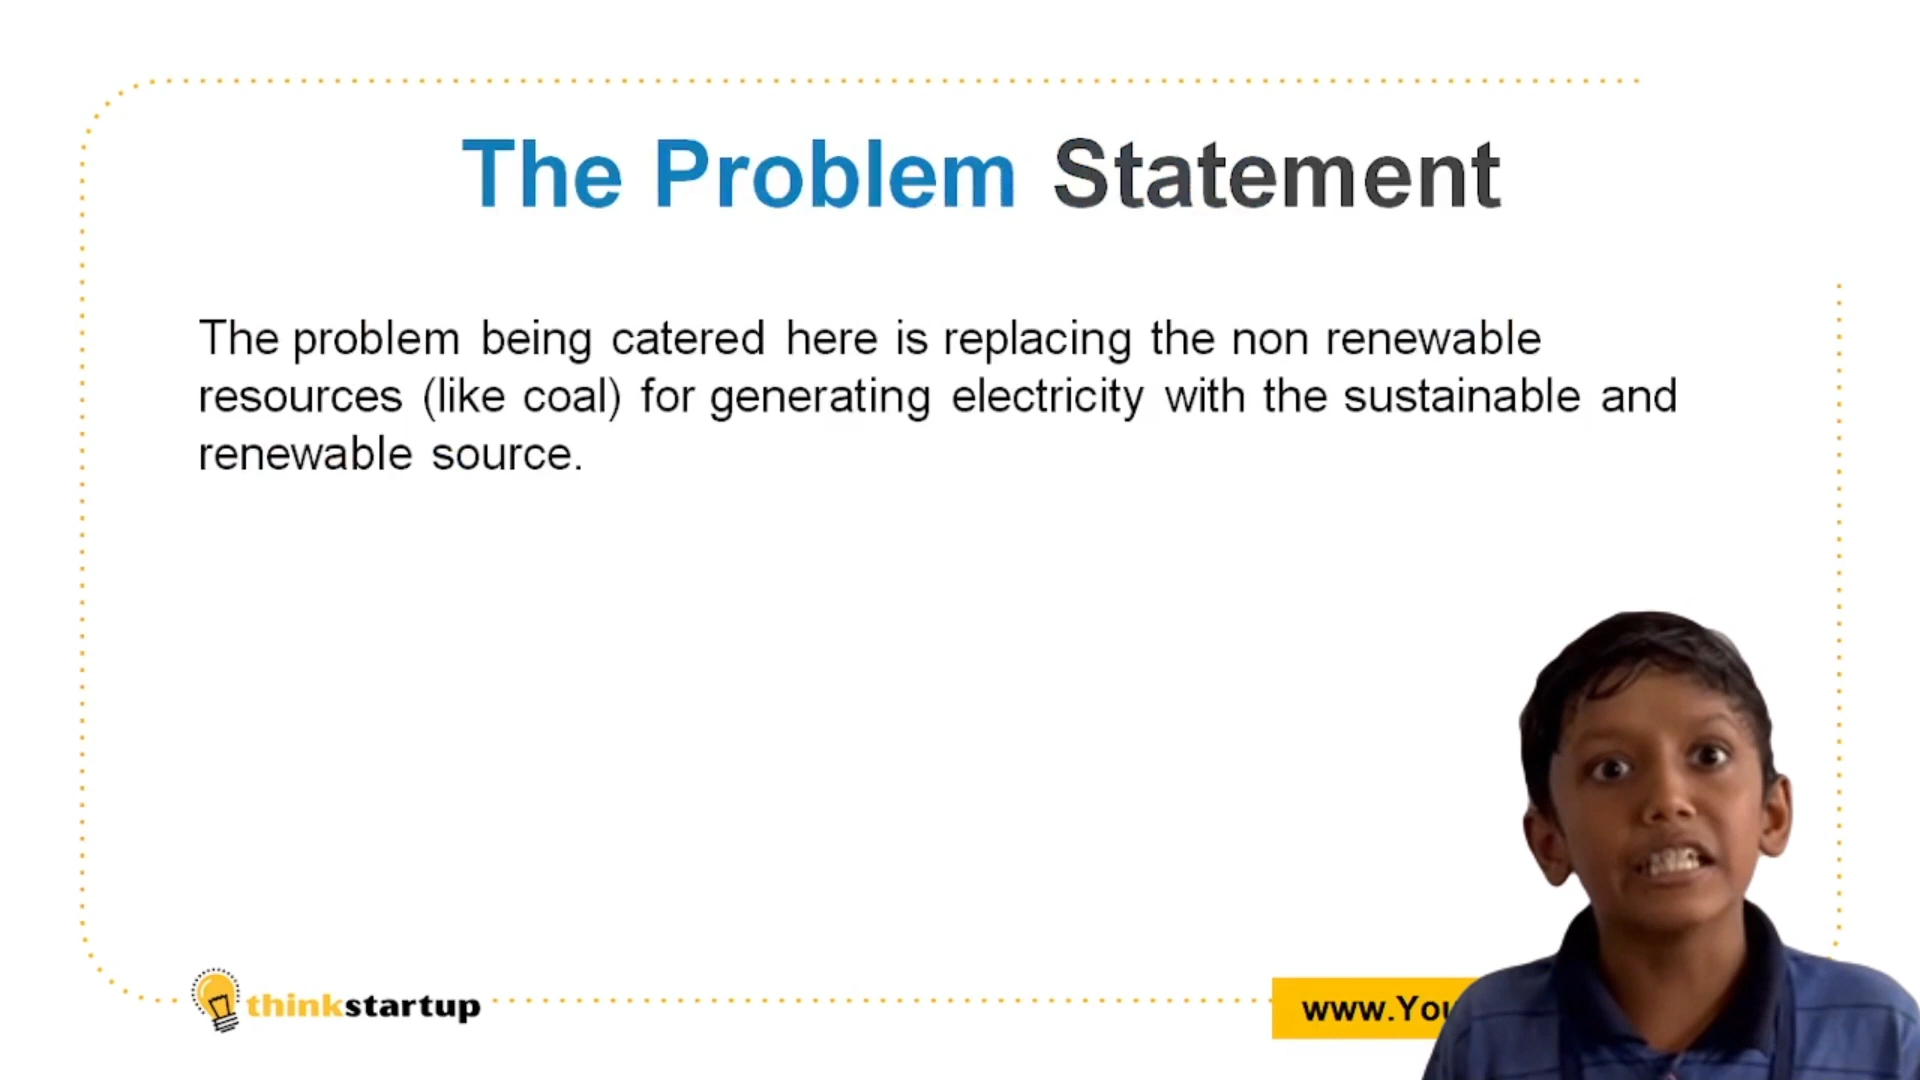 The Problem Statement
The problem being catered here is replacing the non renewable
resources (like coal) for generating electricity with the sustainable and
renewable source.
thinkstartup
www.You